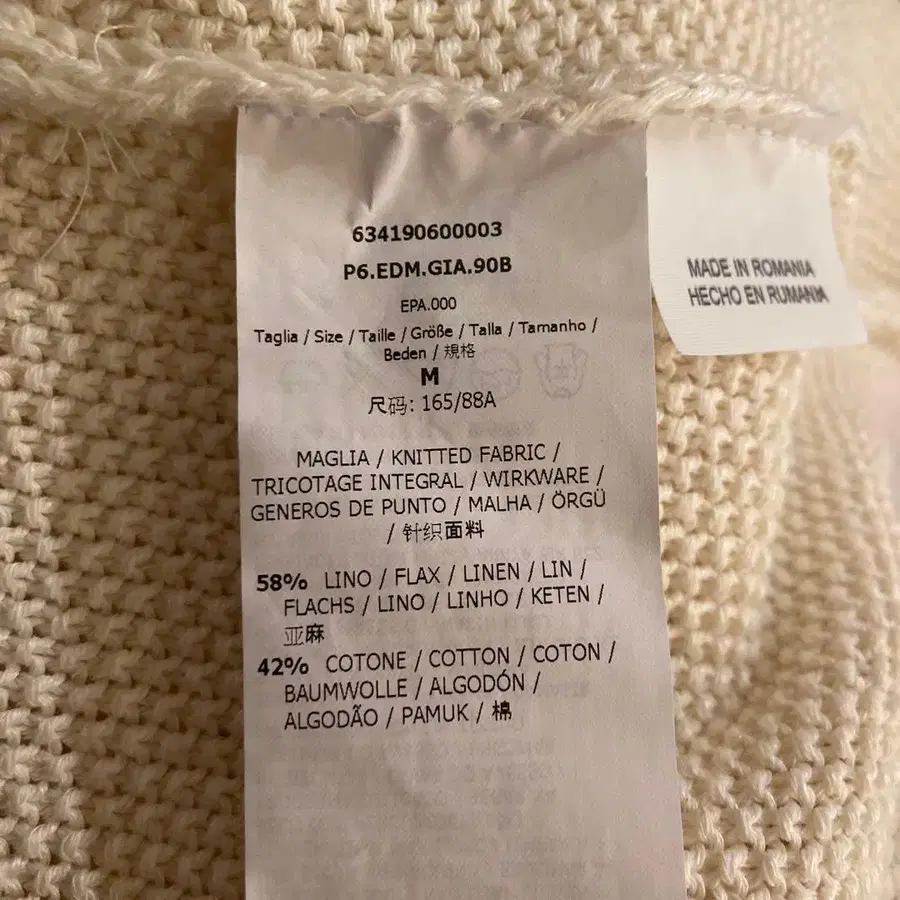 634190600003
P6.EDM.GIA.90B
EPA.000
Taglia / Size / Taille / Größe / Talla / Tamanho /
Beden / 規格
M
尺码: 165/88A
MAGLIA / KNITTED FABRIC /
TRICOTAGE INTEGRAL / WIRKWARE /
GENEROS DE PUNTO / MALHA / ÖRGÜ
/ 针织面料
58% LINO / FLAX / LINEN / LIN /
FLACHS / LINO / LINHO / KETEN /
亚麻
42% COTONE / COTTON / COTON /
BAUMWOLLE / ALGODÓN /
ALGODÃO / PAMUK / 棉
MADE IN ROMANIA
HECHO EN RUMANIA